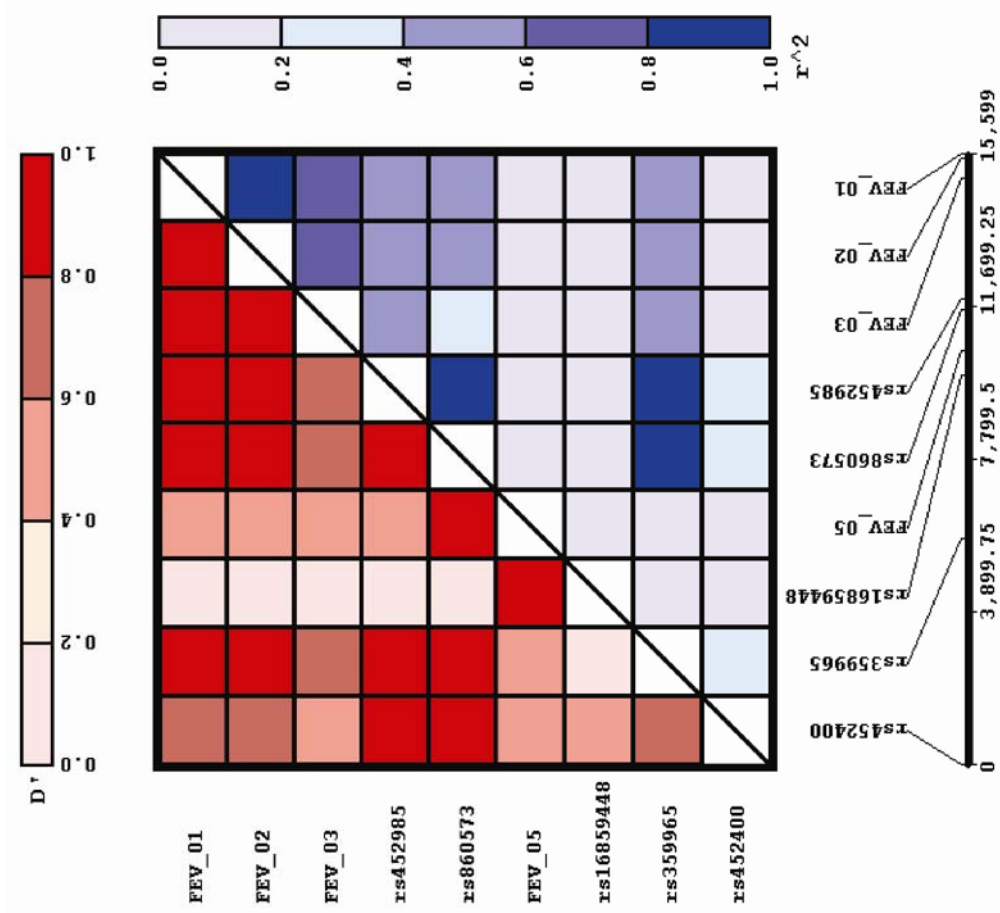 0.0
0.2
0.4
0.6
0.8
1.0
r^2
1.0
0.8
0.6
0.4
0.2
0.0
D'
FEV_01
FEV_02
FEV_03
rs452985
rs860573
FEV_05
rs16859448
rs359965
rs452400
15,599
11,699.25
7,799.5
3,899.75
0
FEV_01
FEV_02
FEV_03
rs452985
rs860573
FEV_05
rs16859448
rs359965
rs452400